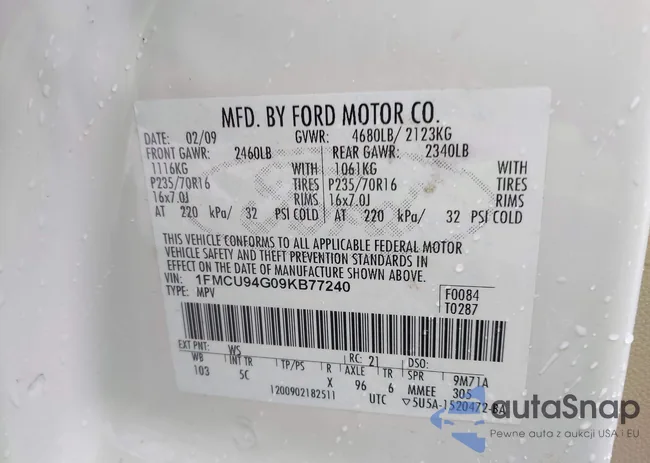 MFD. BY FORD MOTOR CO.
DATE: 02/09 GVWR: 4680LB/ 2123KG
FRONT GAWR: 2460LB REAR GAWR: 2340LB
1116KG WITH 1061KG WITH
P235/70R16 TIRES P235/70R16 TIRES
16x7.0J RIMS 16x7.0J RIMS
AT 220 kPa/ 32 PSI COLD AT 220 kPa/ 32 PSI COLD
THIS VEHICLE CONFORMS TO ALL APPLICABLE FEDERAL MOTOR
VEHICLE SAFETY AND THEFT PREVENTION STANDARDS IN
EFFECT ON THE DATE OF MANUFACTURE SHOWN ABOVE.
VIN: 1FMCU94G09KB77240
TYPE: MPV
F0084
T0287
EXT PNT: WS RC: 21 DSO:
WB INT TR TP/PS R AXLE TR SPR 9M71A
103 5C X 96 6 MMEE 305
1200902182511 UTC ▽5U5A-1520472-BA
autaSnap
Pewne auta z aukcji USA i EU